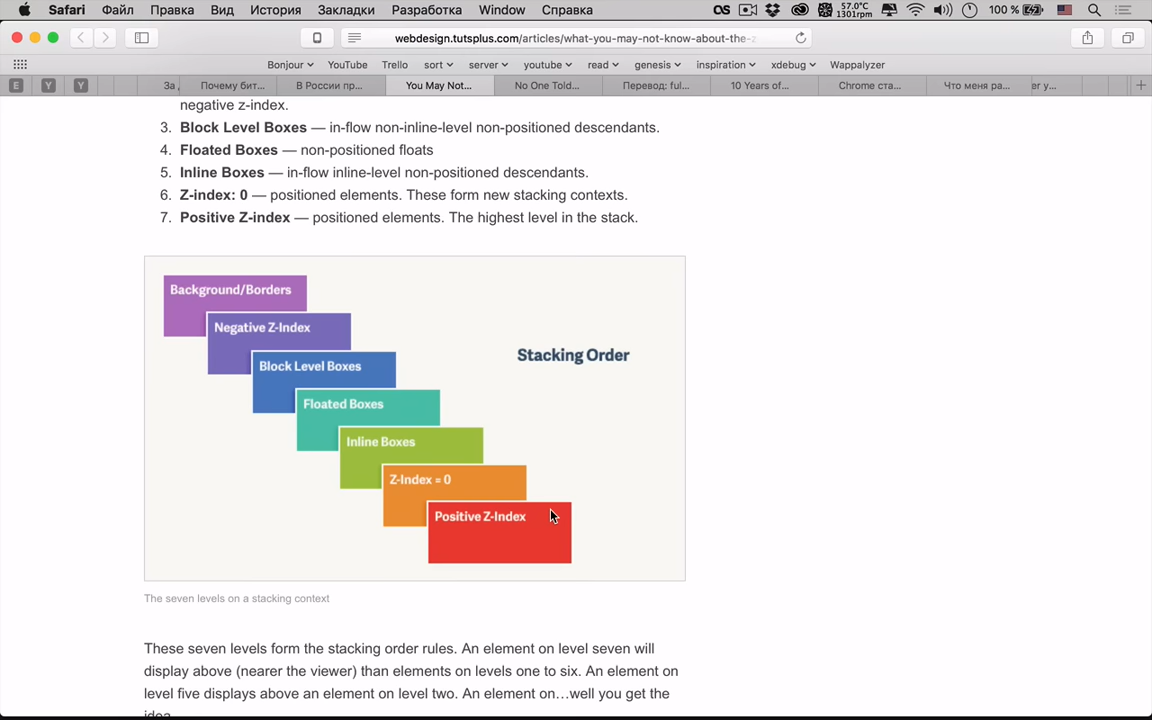 Safari Файл Правка Вид История Закладки Разработка Window Справка 57.0°C 1301rpm 100 %
webdesign.tutsplus.com/articles/what-you-may-not-know-about-the-z
Bonjour YouTube Trello sort server youtube read genesis inspiration xdebug Wappalyzer
E Y Y За Почему бит... В России пр... You May Not... No One Told... Перевод: ful... 10 Years of... Chrome ста... Что меня ра...
negative z-index.
3. Block Level Boxes — in-flow non-inline-level non-positioned descendants.
4. Floated Boxes — non-positioned floats
5. Inline Boxes — in-flow inline-level non-positioned descendants.
6. Z-index: 0 — positioned elements. These form new stacking contexts.
7. Positive Z-index — positioned elements. The highest level in the stack.
Background/Borders
Negative Z-Index
Stacking Order
Block Level Boxes
Floated Boxes
Inline Boxes
Z-Index = 0
Positive Z-Index
The seven levels on a stacking context
These seven levels form the stacking order rules. An element on level seven will
display above (nearer the viewer) than elements on levels one to six. An element on
level five displays above an element on level two. An element on…well you get the
idea